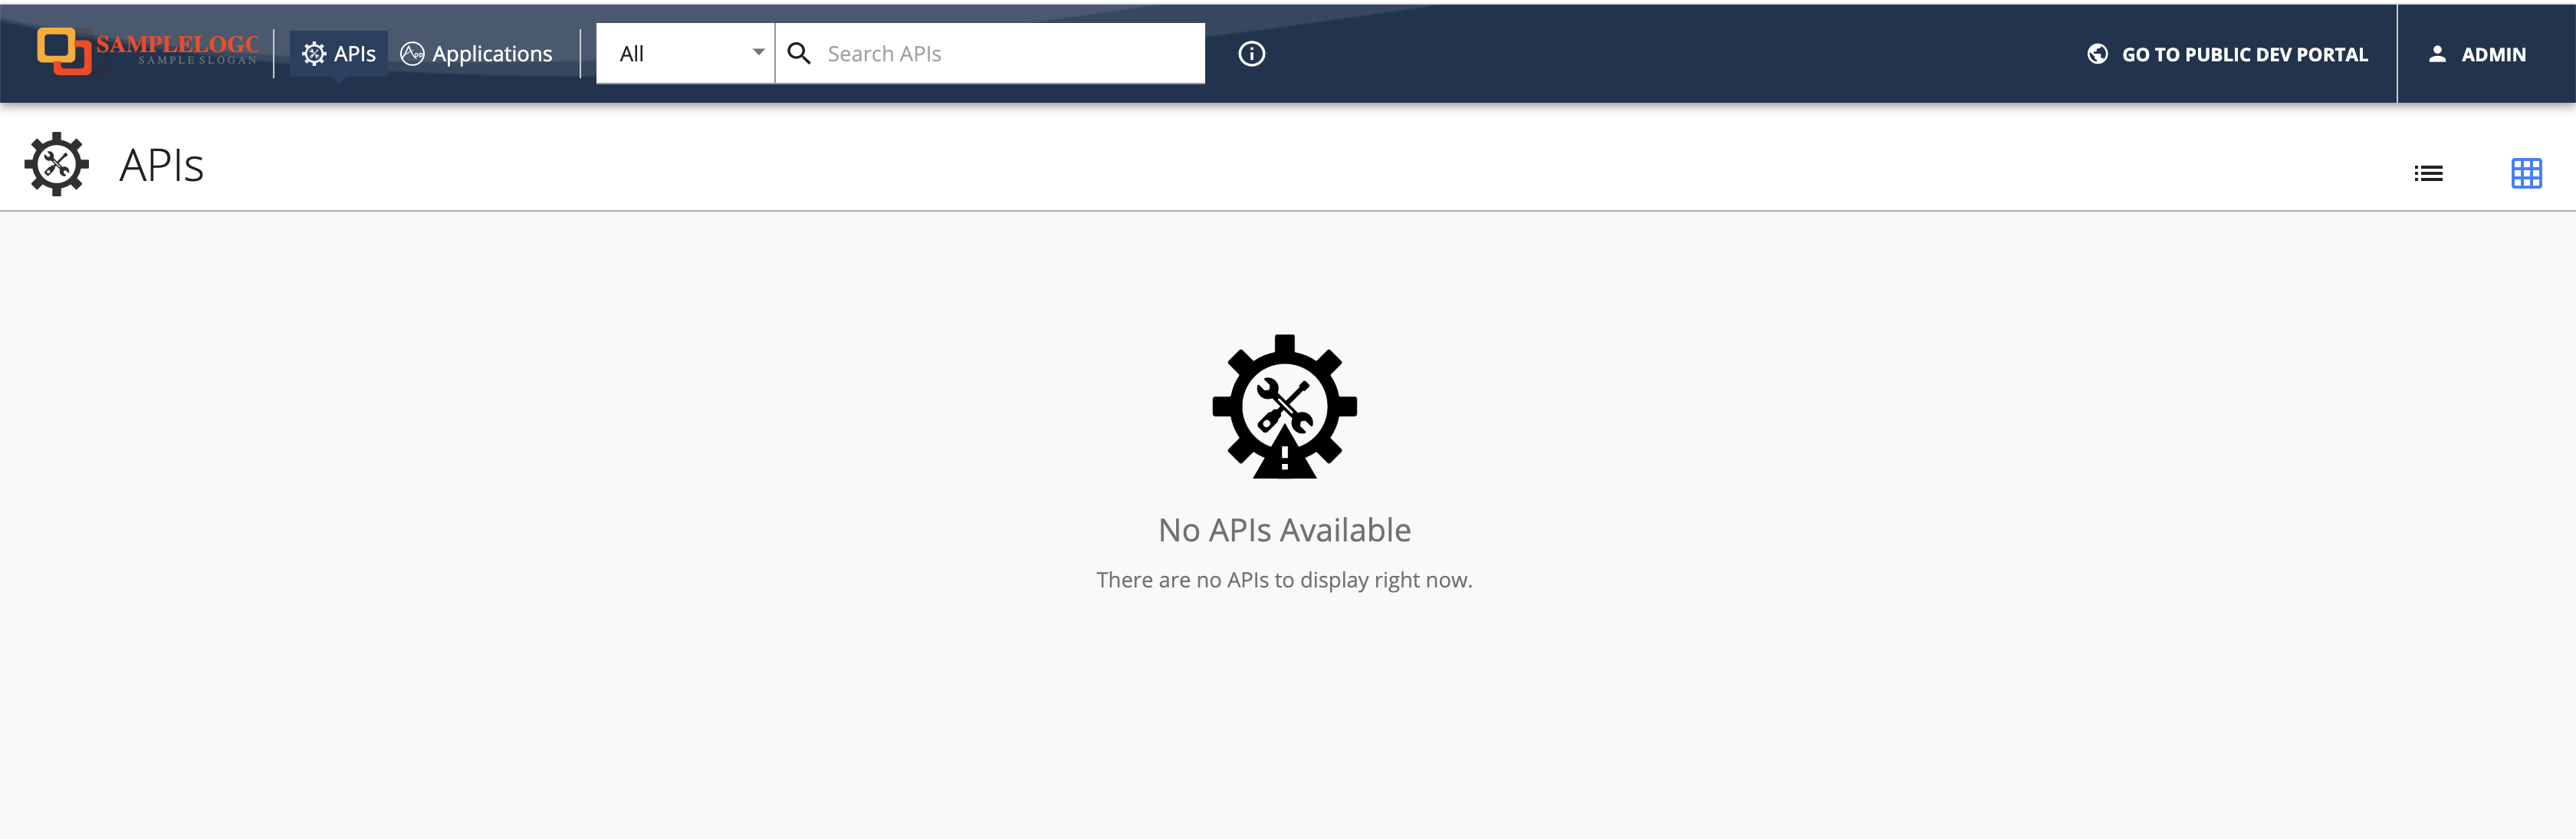 SAMPLELOGO
SAMPLE SLOGAN
APIs
Applications
All
Search APIs
GO TO PUBLIC DEV PORTAL
ADMIN
APIs
No APIs Available
There are no APIs to display right now.